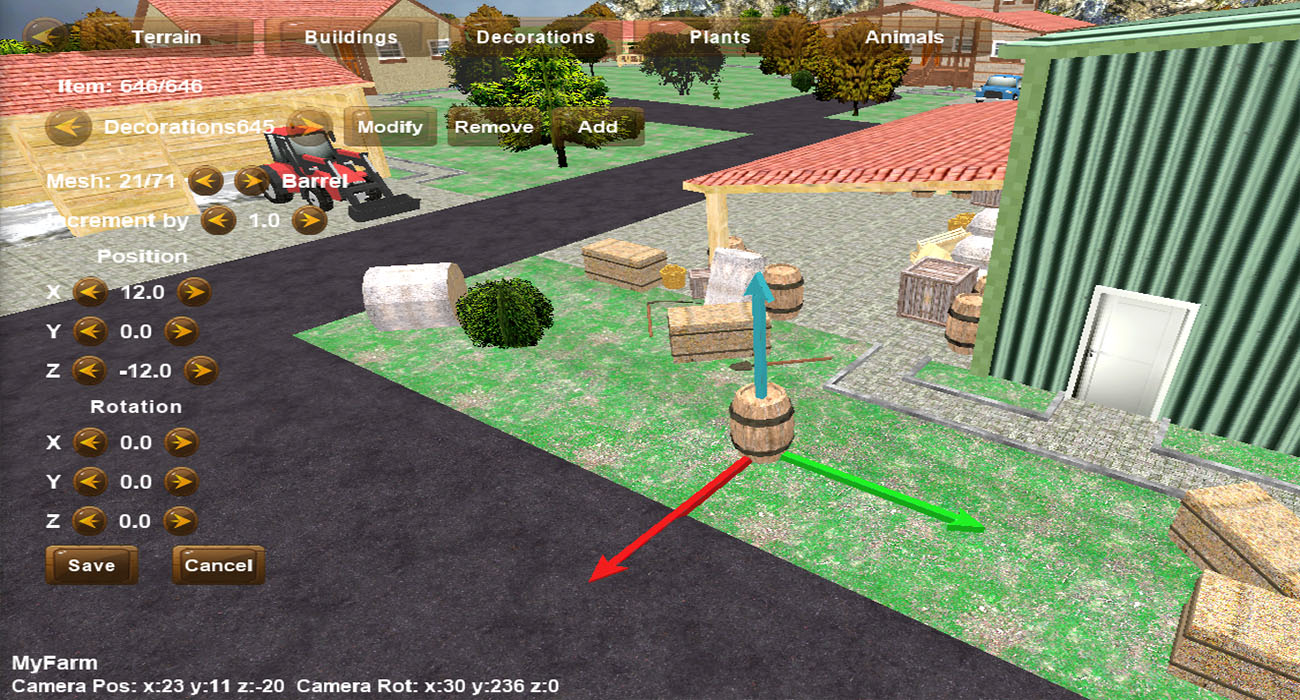 Terrain Buildings Decorations Plants Animals
Item: 646/646
Decorations645 Modify Remove Add
Mesh: 21/71 Barrel
Increment by 1.0
Position
X 12.0
Y 0.0
Z -12.0
Rotation
X 0.0
Y 0.0
Z 0.0
Save Cancel
MyFarm
Camera Pos: x:23 y:11 z:-20 Camera Rot: x:30 y:236 z:0